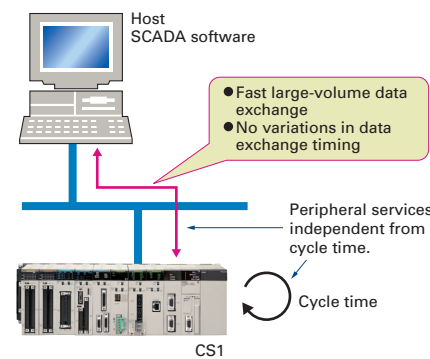 Host
SCADA software
●Fast large-volume data
exchange
●No variations in data
exchange timing
Peripheral services
independent from
cycle time.
Cycle time
CS1